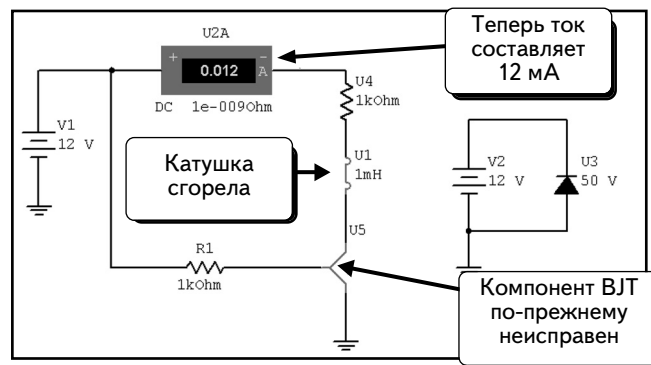 U2A
+ −
0.012 A
DC 1e-009Ohm
Теперь ток
составляет
12 мА
U4
1kOhm
V1
12 V
Катушка
сгорела
U1
1mH
V2
12 V
U3
50 V
U5
R1
1kOhm
Компонент BJT
по-прежнему
неисправен